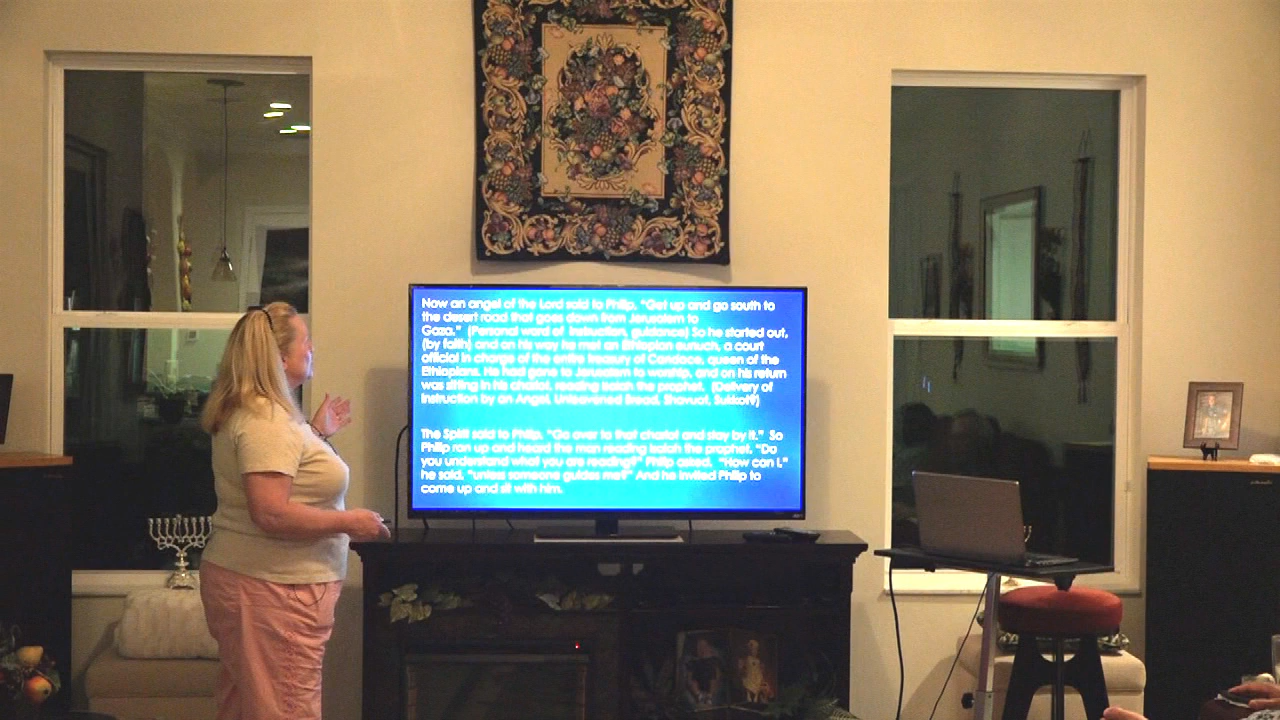 Now an angel of the Lord said to Philip, "Get up and go south to
the desert road that goes down from Jerusalem to
Gaza." (Personal word of instruction, guidance) So he started out,
(by faith) and on his way he met an Ethiopian eunuch, a court
official in charge of the entire treasury of Candace, queen of the
Ethiopians. He had gone to Jerusalem to worship, and on his return
was sitting in his chariot, reading Isaiah the prophet. (Delivery of
instruction by an Angel, Unleavened Bread, Shavuot, Sukkot?)
The Spirit said to Philip, "Go over to that chariot and stay by it." So
Philip ran up and heard the man reading Isaiah the prophet. "Do
you understand what you are reading?" Philip asked. "How can I,"
he said, "unless someone guides me?" And he invited Philip to
come up and sit with him.